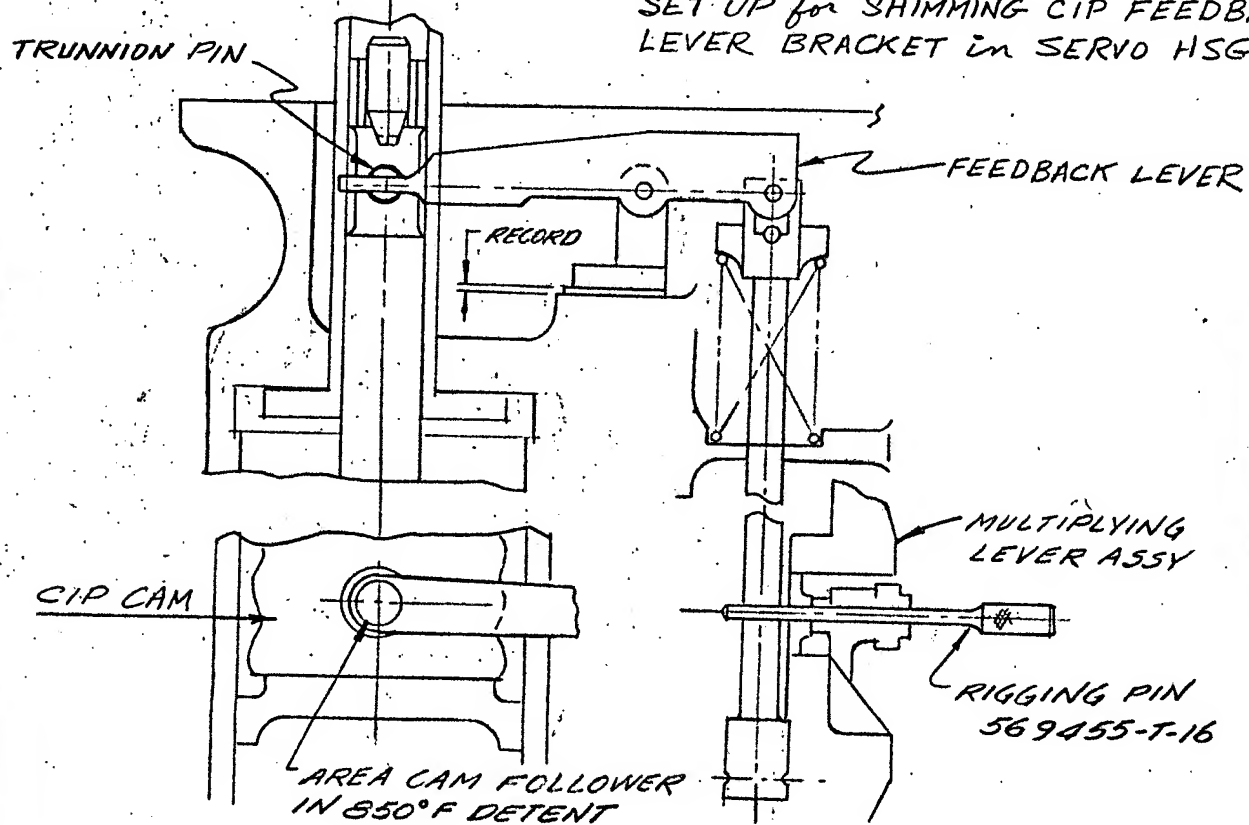 SET UP for SHIMMING CIP
LEVER BRACKET in SERVO HSG
TRUNNION PIN
FEEDBACK LEVER
RECORD
MULTIPLYING
LEVER ASSY
CIP CAM
RIGGING PIN
569455-T-16
AREA CAM FOLLOWER
IN 850°F DETENT